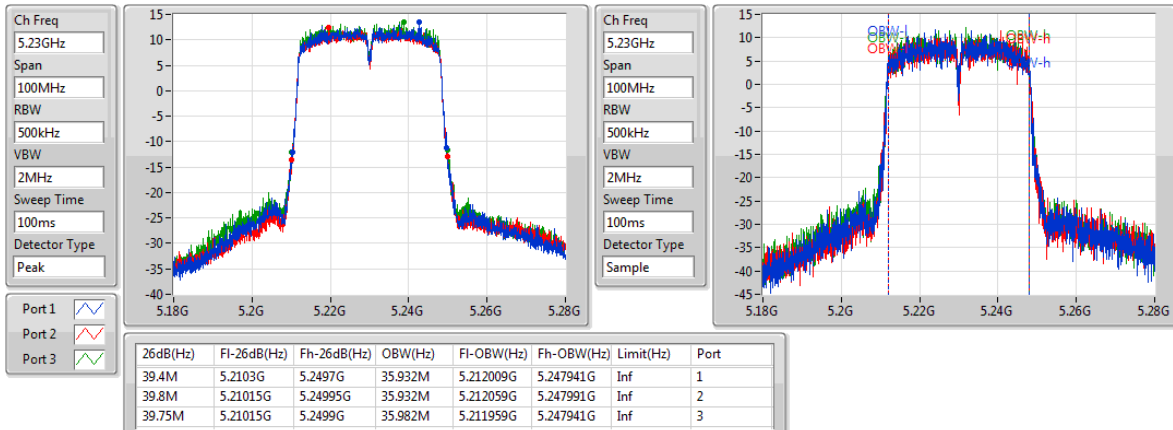 Ch Freq
5.23GHz
Span
100MHz
RBW
500kHz
VBW
2MHz
Sweep Time
100ms
Detector Type
Peak
15
10
5
0
-5
-10
-15
-20
-25
-30
-35
-40
5.18G 5.2G 5.22G 5.24G 5.26G 5.28G
Ch Freq
5.23GHz
Span
100MHz
RBW
500kHz
VBW
2MHz
Sweep Time
100ms
Detector Type
Sample
15
10
5
0
-5
-10
-15
-20
-25
-30
-35
-40
-45
OBW-h
5.18G 5.2G 5.22G 5.24G 5.26G 5.28G
Port 1
Port 2
Port 3
26dB(Hz) Fl-26dB(Hz) Fh-26dB(Hz) OBW(Hz) Fl-OBW(Hz) Fh-OBW(Hz) Limit(Hz) Port
39.4M 5.2103G 5.2497G 35.932M 5.212009G 5.247941G Inf 1
39.8M 5.21015G 5.24995G 35.932M 5.212059G 5.247991G Inf 2
39.75M 5.21015G 5.2499G 35.982M 5.211959G 5.247941G Inf 3